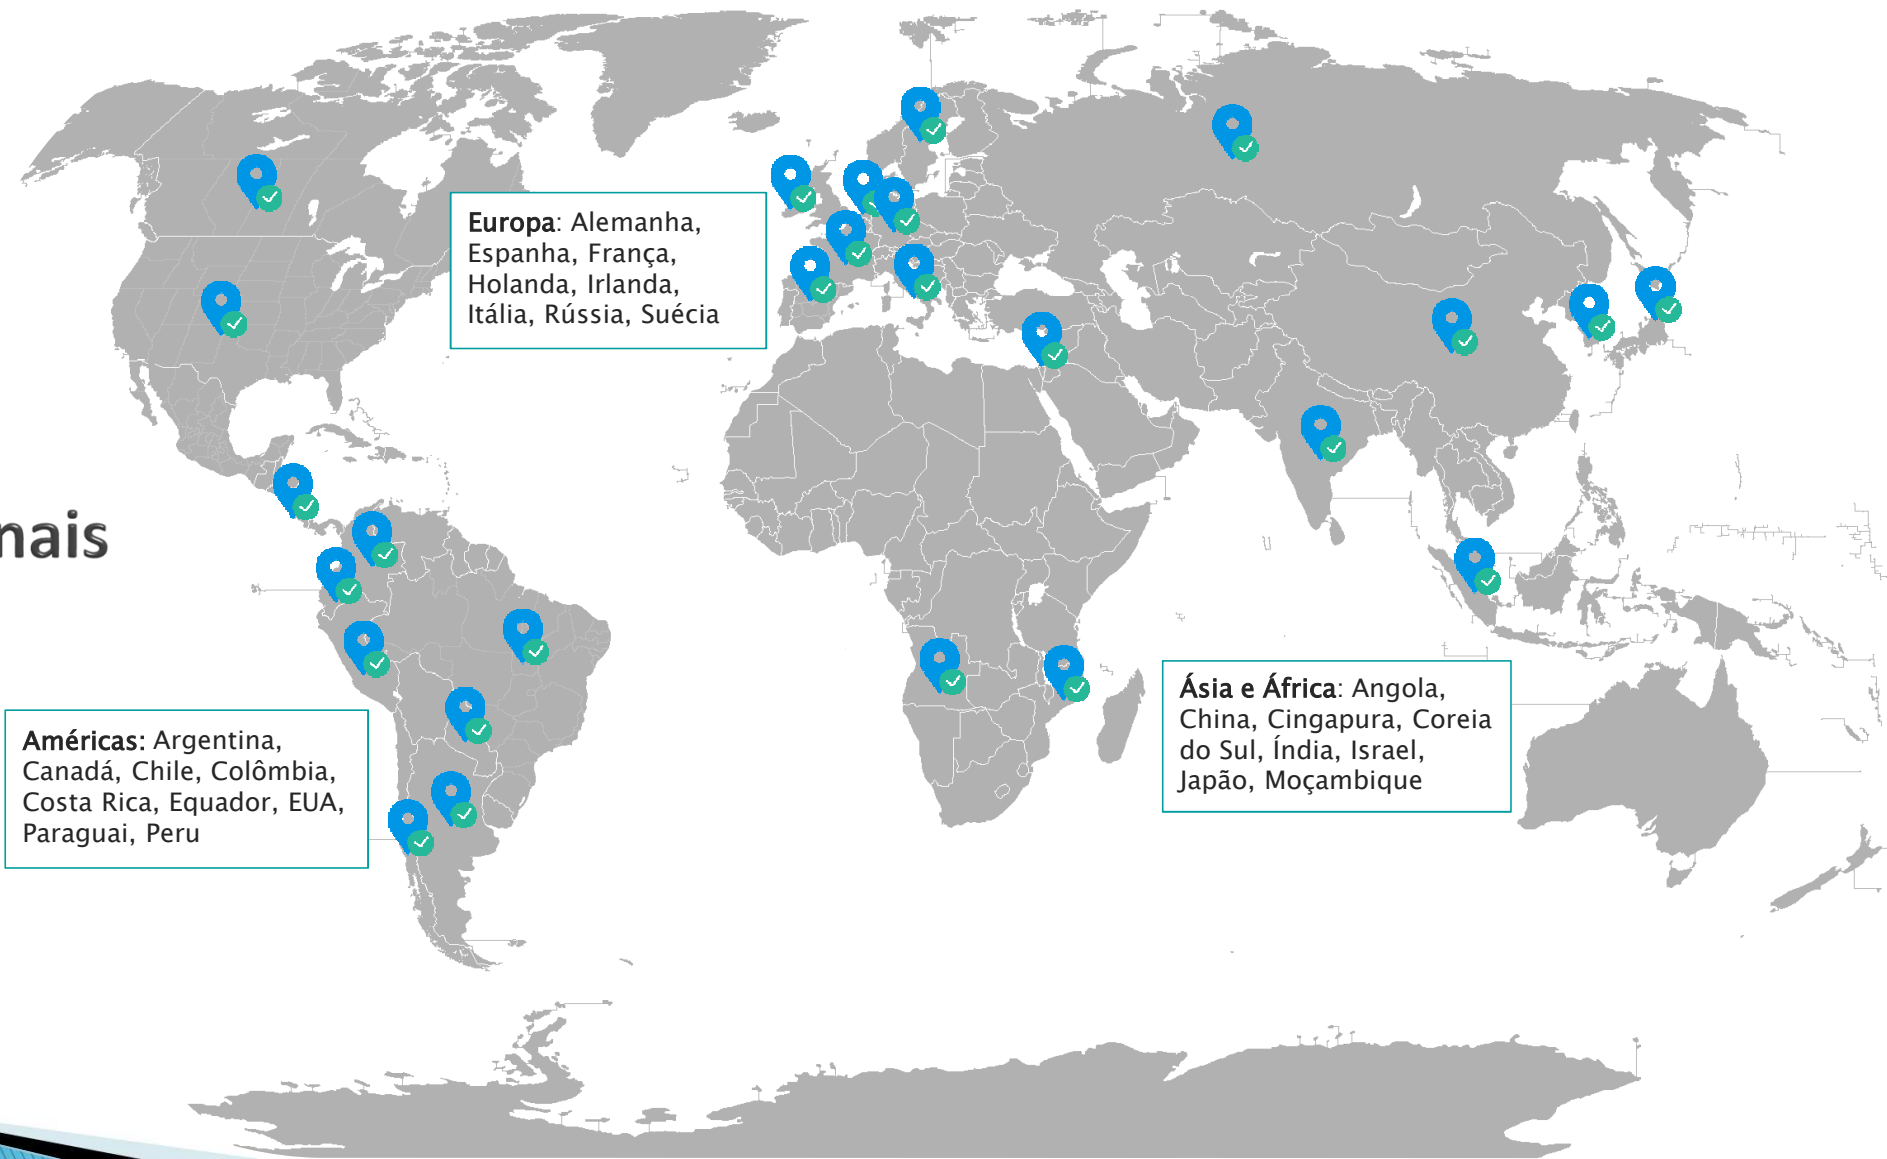 Europa: Alemanha,
Espanha, França,
Holanda, Irlanda,
Itália, Rússia, Suécia
nais
Américas: Argentina,
Canadá, Chile, Colômbia,
Costa Rica, Equador, EUA,
Paraguai, Peru
Ásia e África: Angola,
China, Cingapura, Coreia
do Sul, Índia, Israel,
Japão, Moçambique